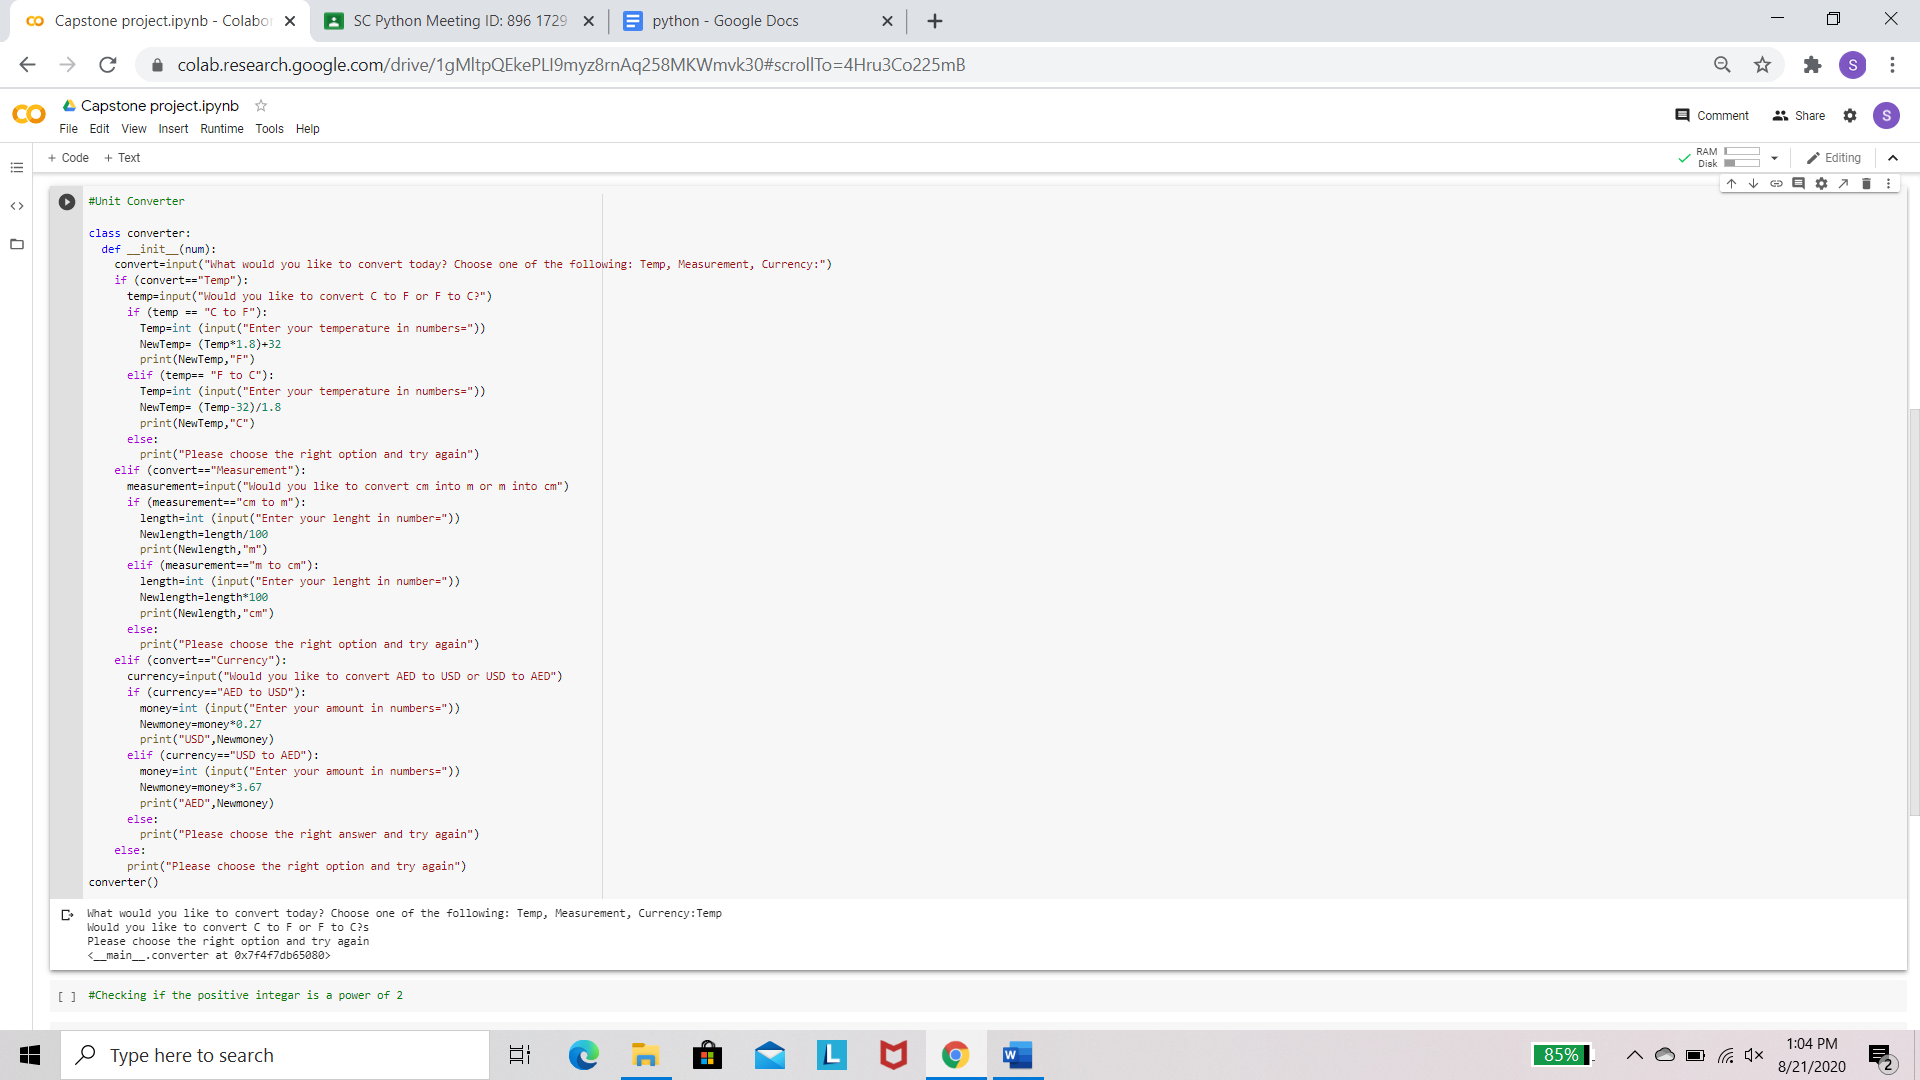 Capstone project.ipynb - Colabor
SC Python Meeting ID: 896 1729
python - Google Docs
colab.research.google.com/drive/1gMltpQEkePLI9myz8rnAq258MKWmvk30#scrollTo=4Hru3Co225mB
S
Capstone project.ipynb
File Edit View Insert Runtime Tools Help
Comment
Share
S
+ Code + Text
RAM
Disk
Editing
#Unit Converter
class converter:
  def __init__(num):
    convert=input("What would you like to convert today? Choose one of the following: Temp, Measurement, Currency:")
    if (convert=="Temp"):
      temp=input("Would you like to convert C to F or F to C?")
      if (temp == "C to F"):
        Temp=int (input("Enter your temperature in numbers="))
        NewTemp= (Temp*1.8)+32
        print(NewTemp,"F")
      elif (temp== "F to C"):
        Temp=int (input("Enter your temperature in numbers="))
        NewTemp= (Temp-32)/1.8
        print(NewTemp,"C")
      else:
        print("Please choose the right option and try again")
    elif (convert=="Measurement"):
      measurement=input("Would you like to convert cm into m or m into cm")
      if (measurement=="cm to m"):
        length=int (input("Enter your lenght in number="))
        Newlength=length/100
        print(Newlength,"m")
      elif (measurement=="m to cm"):
        length=int (input("Enter your lenght in number="))
        Newlength=length*100
        print(Newlength,"cm")
      else:
        print("Please choose the right option and try again")
    elif (convert=="Currency"):
      currency=input("Would you like to convert AED to USD or USD to AED")
      if (currency=="AED to USD"):
        money=int (input("Enter your amount in numbers="))
        Newmoney=money*0.27
        print("USD",Newmoney)
      elif (currency=="USD to AED"):
        money=int (input("Enter your amount in numbers="))
        Newmoney=money*3.67
        print("AED",Newmoney)
      else:
        print("Please choose the right answer and try again")
    else:
      print("Please choose the right option and try again")
converter()
What would you like to convert today? Choose one of the following: Temp, Measurement, Currency:Temp
Would you like to convert C to F or F to C?s
Please choose the right option and try again
<__main__.converter at 0x7f4f7db65080>
[ ] #Checking if the positive integar is a power of 2
Type here to search
L
W
85%
1:04 PM
8/21/2020
2